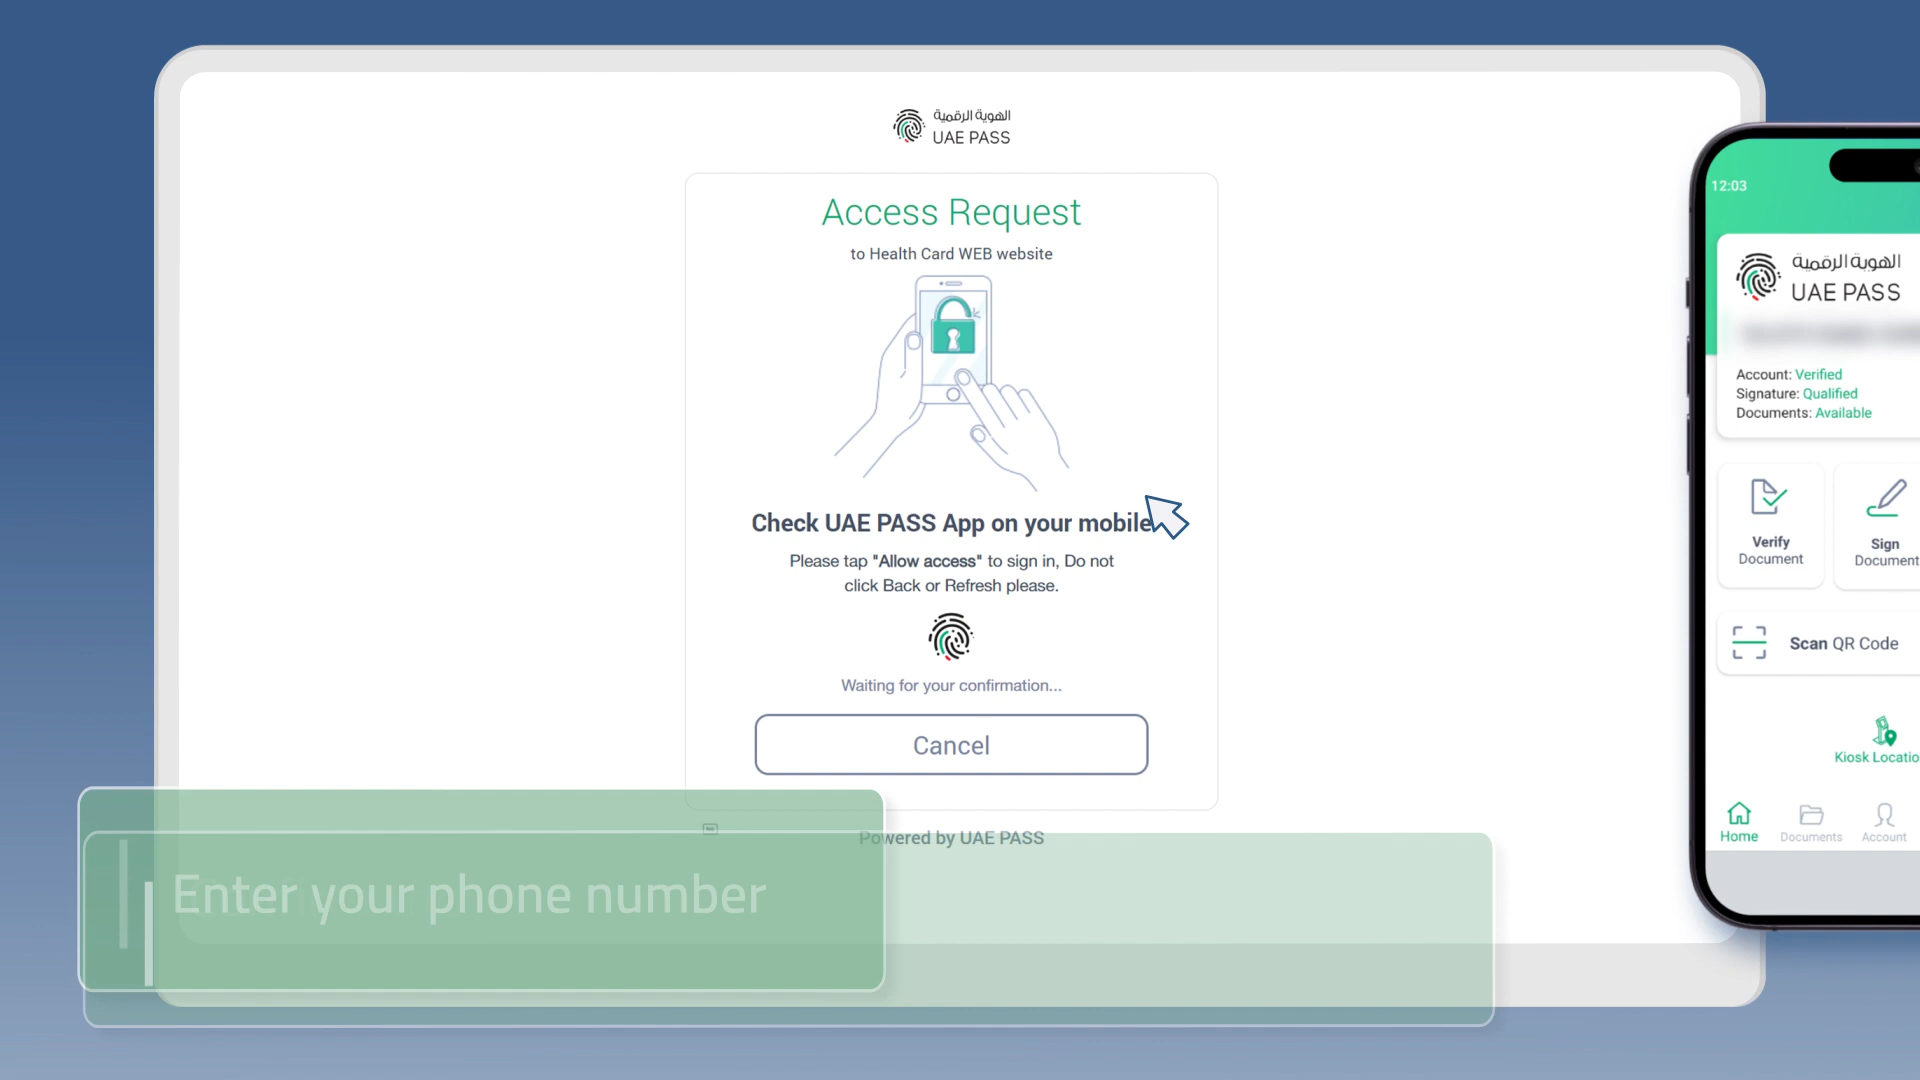 الهوية الرقمية
UAE PASS
Access Request
to Health Card WEB website
Check UAE PASS App on your mobile
Please tap "Allow access" to sign in, Do not
click Back or Refresh please.
Waiting for your confirmation...
Cancel
Powered by UAE PASS
Enter your phone number
12:03
الهوية الرقمية
UAE PASS
Account: Verified
Signature: Qualified
Documents: Available
Verify
Document
Sign
Document
Scan QR Code
Kiosk Locatio
Home
Documents
Account